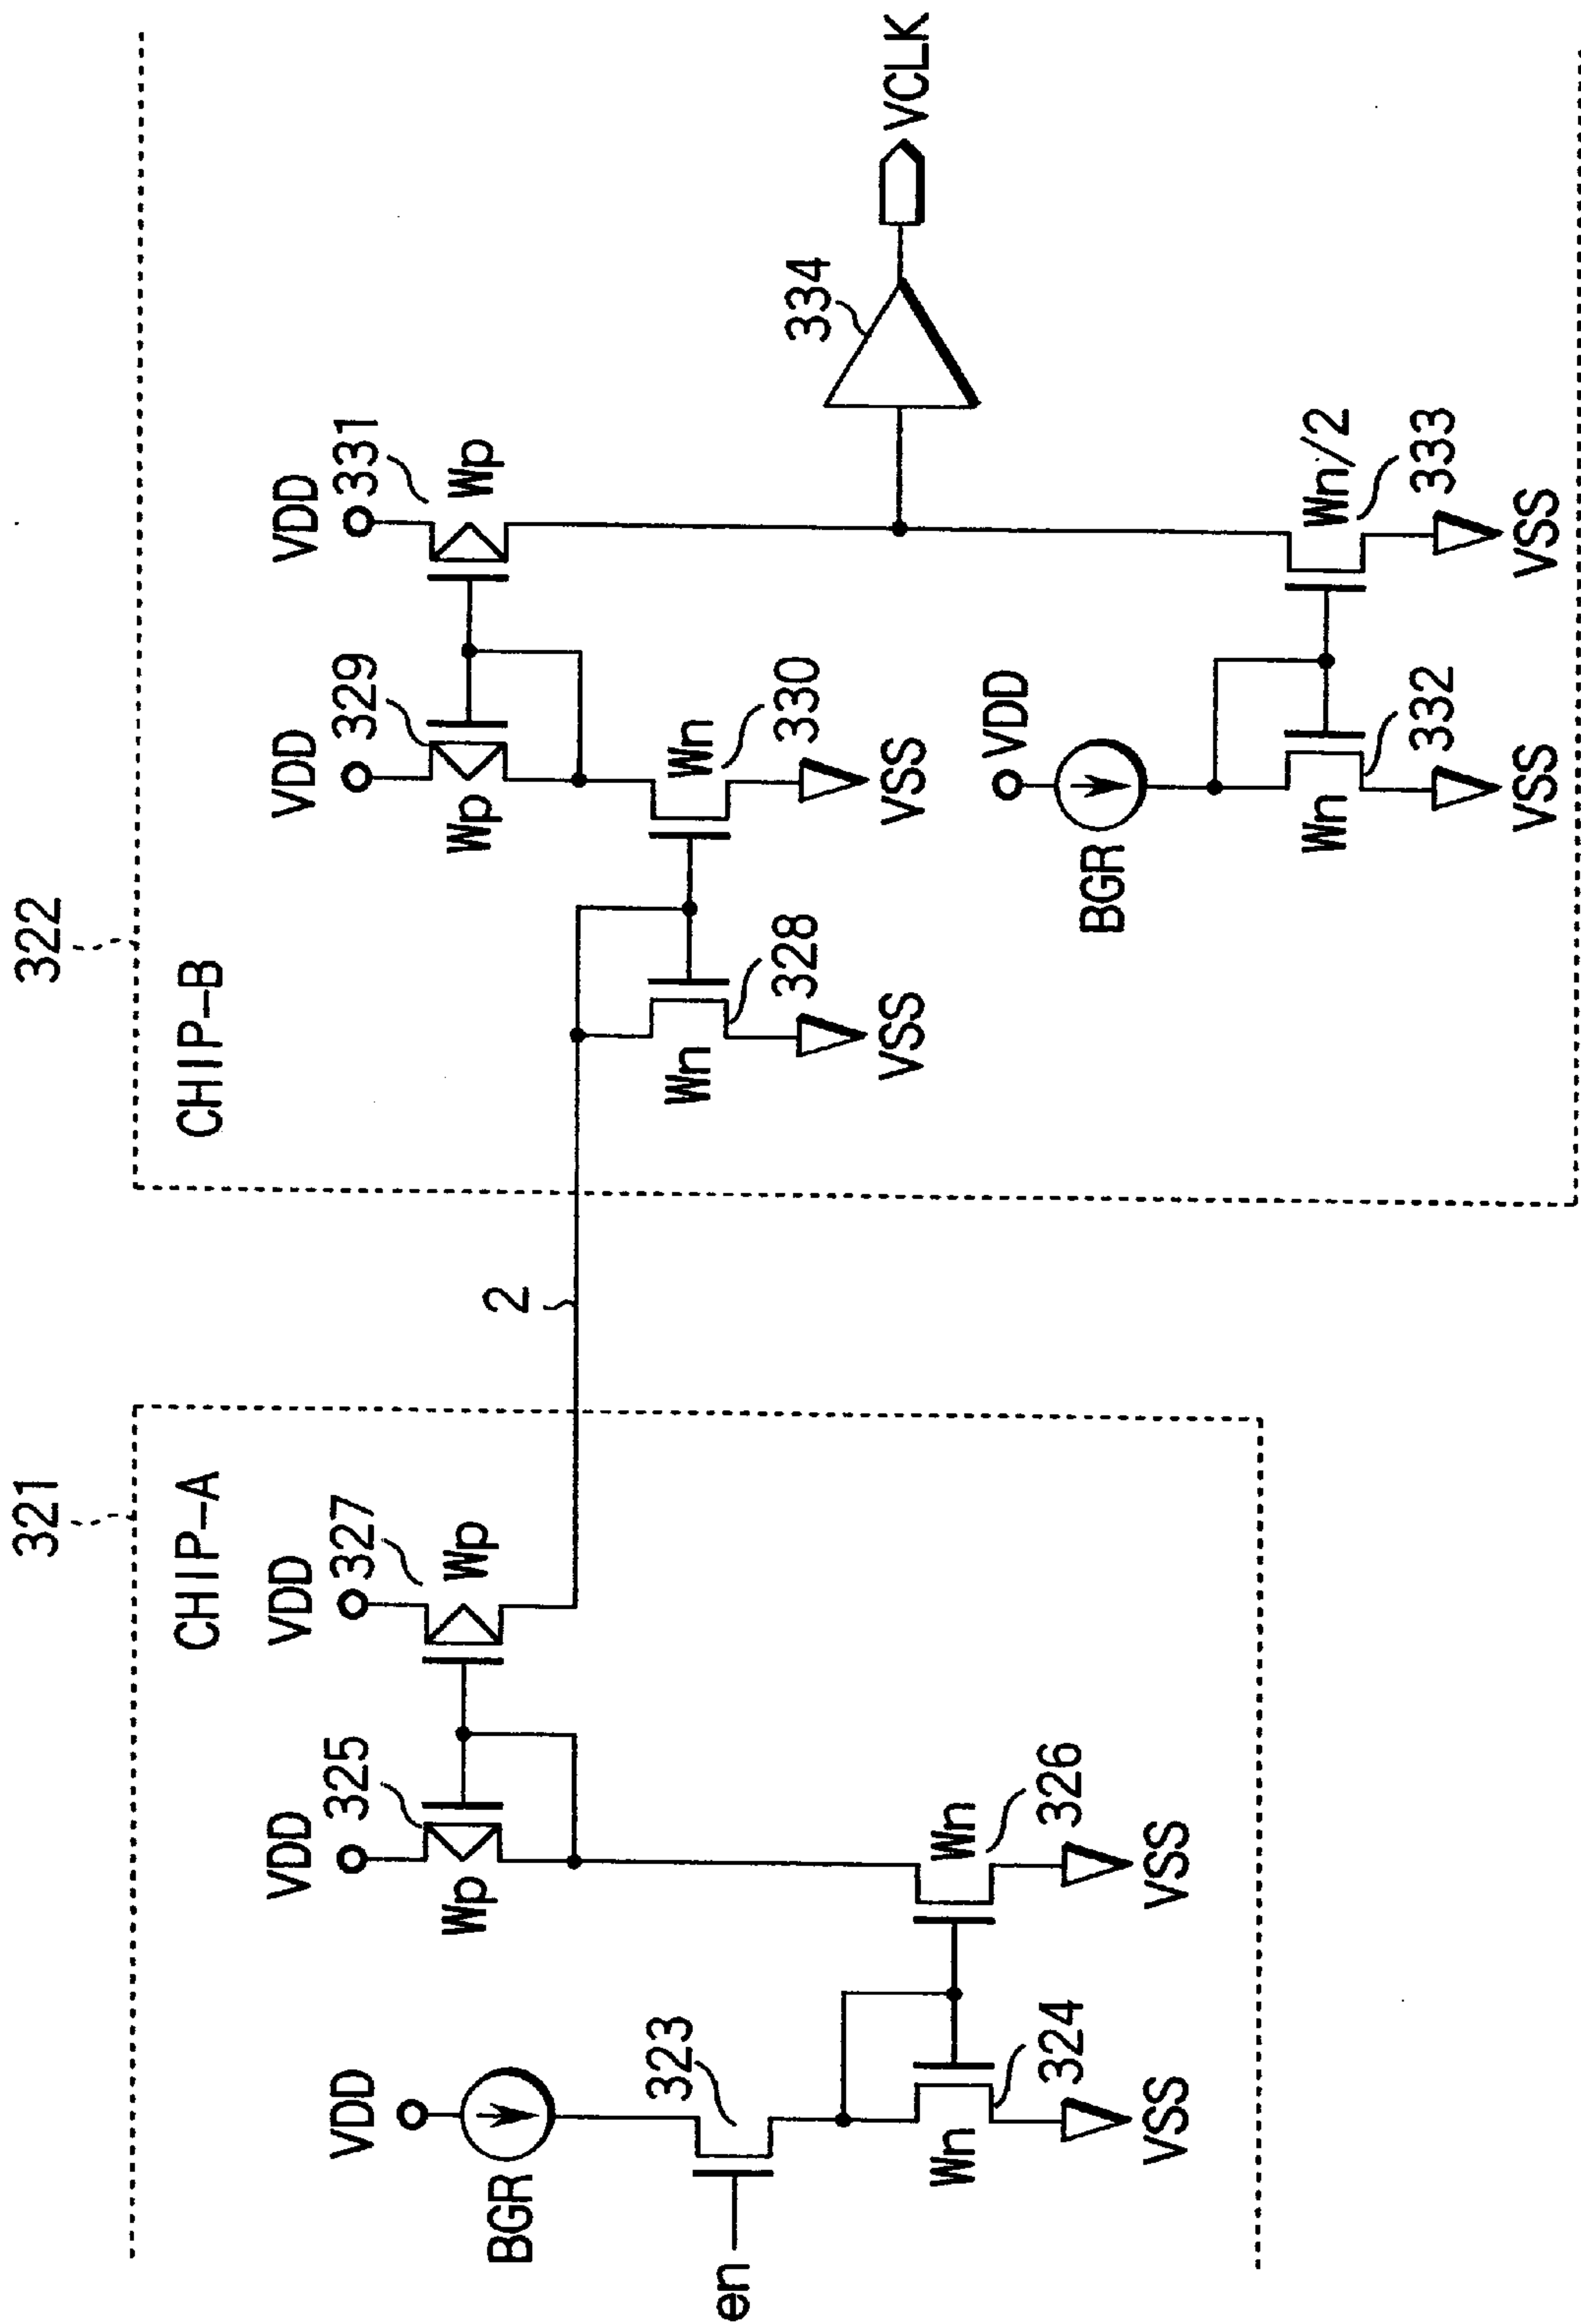 321
322
CHIP-A
CHIP-B
VDD
BGR
en
323
Wn
324
VSS
VDD
325
Wp
Wn
326
VSS
VDD
327
Wp
2
Wn
328
VSS
VDD
329
Wp
Wn
330
VSS
VDD
331
Wp
VDD
BGR
Wn
332
VSS
Wn/2
333
VSS
334
VCLK